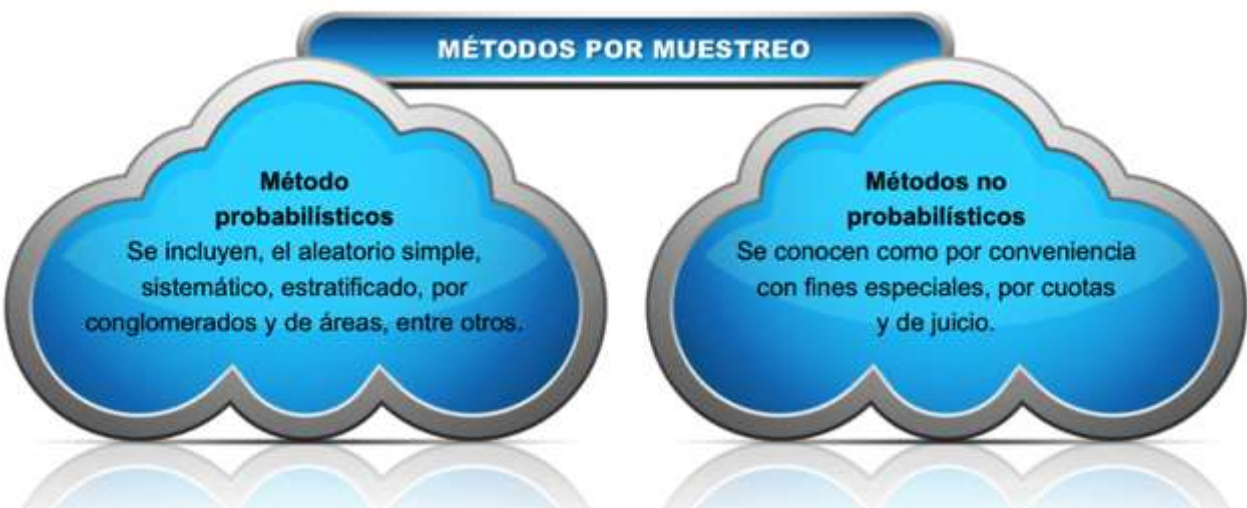 MÉTODOS POR MUESTREO
Método
probabilísticos
Se incluyen, el aleatorio simple,
sistemático, estratificado, por
conglomerados y de áreas, entre otros.
Métodos no
probabilísticos
Se conocen como por conveniencia
con fines especiales, por cuotas
y de juicio.